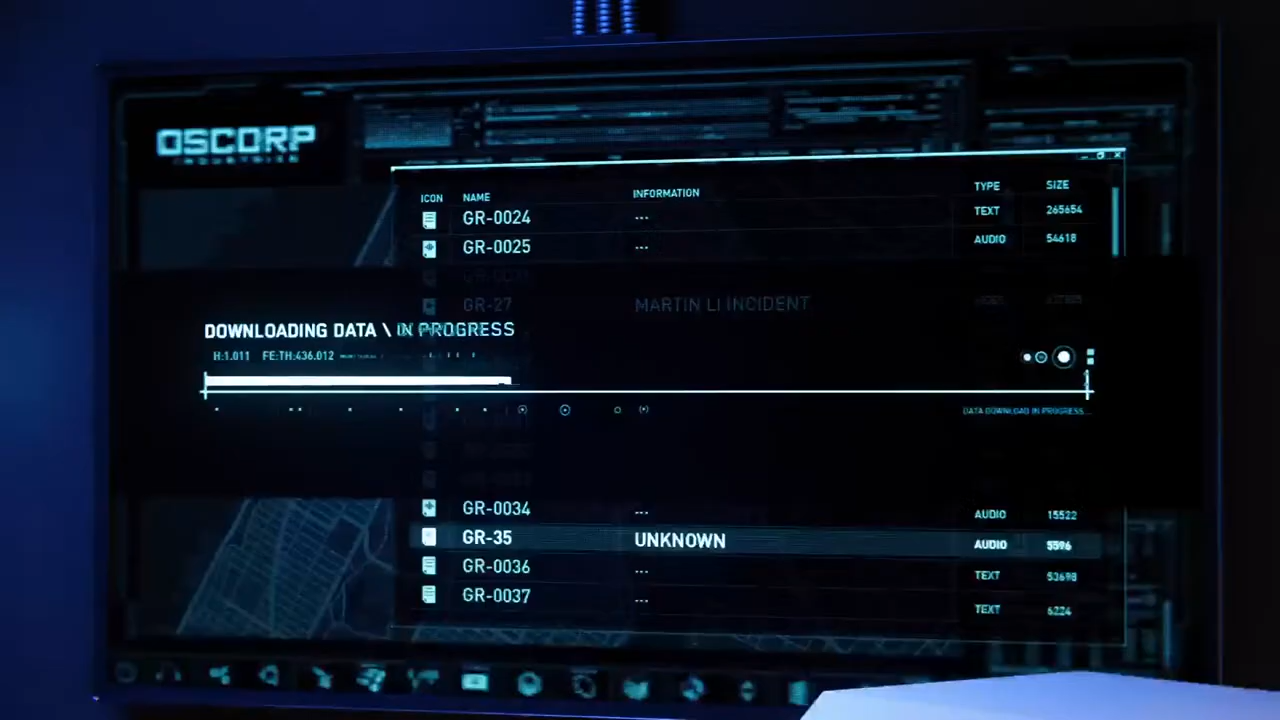 OSCORP
INDUSTRIES
ICON NAME INFORMATION TYPE SIZE
GR-0024 --- TEXT 265654
GR-0025 --- AUDIO 54618
GR-27 MARTIN LI INCIDENT
DOWNLOADING DATA \ IN PROGRESS
H:1.011 FE:TH:436.012
DATA DOWNLOAD IN PROGRESS...
GR-0034 --- AUDIO 15522
GR-35 UNKNOWN AUDIO 5596
GR-0036 --- TEXT 53698
GR-0037 --- TEXT 6224